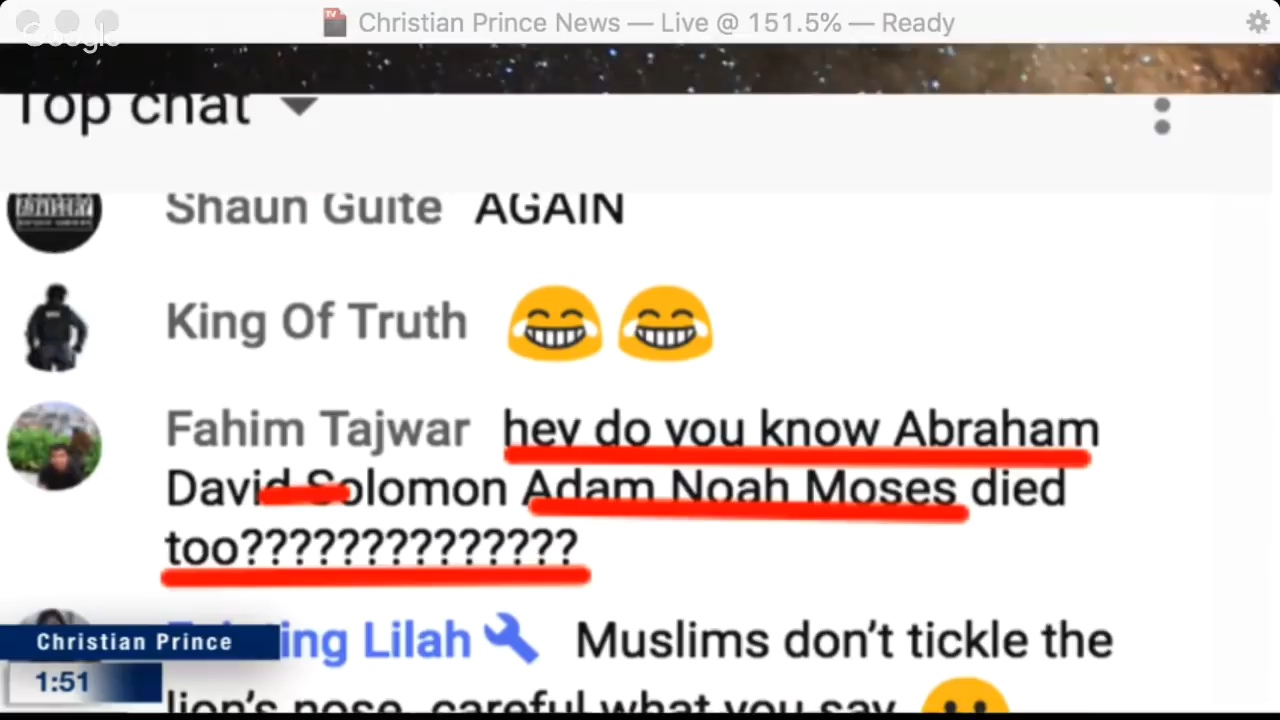 Christian Prince News — Live @ 151.5% — Ready
Google
Top chat
Shaun Guite AGAIN
King Of Truth
Fahim Tajwar hey do you know Abraham
David Solomon Adam Noah Moses died
too??????????????
Lilah Muslims don't tickle the
Christian Prince
1:51
lion's nose, careful what you say